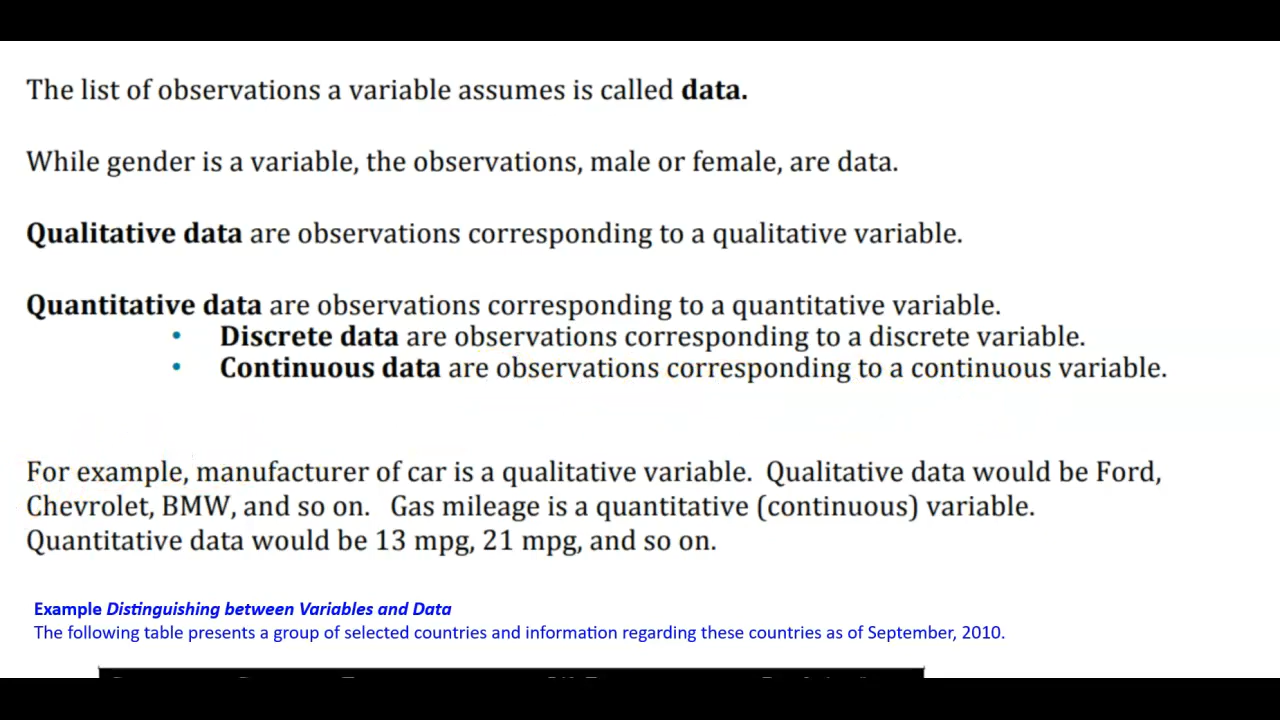 The list of observations a variable assumes is called data.
While gender is a variable, the observations, male or female, are data.
Qualitative data are observations corresponding to a qualitative variable.
Quantitative data are observations corresponding to a quantitative variable.
• Discrete data are observations corresponding to a discrete variable.
• Continuous data are observations corresponding to a continuous variable.
For example, manufacturer of car is a qualitative variable. Qualitative data would be Ford,
Chevrolet, BMW, and so on. Gas mileage is a quantitative (continuous) variable.
Quantitative data would be 13 mpg, 21 mpg, and so on.
Example Distinguishing between Variables and Data
The following table presents a group of selected countries and information regarding these countries as of September, 2010.